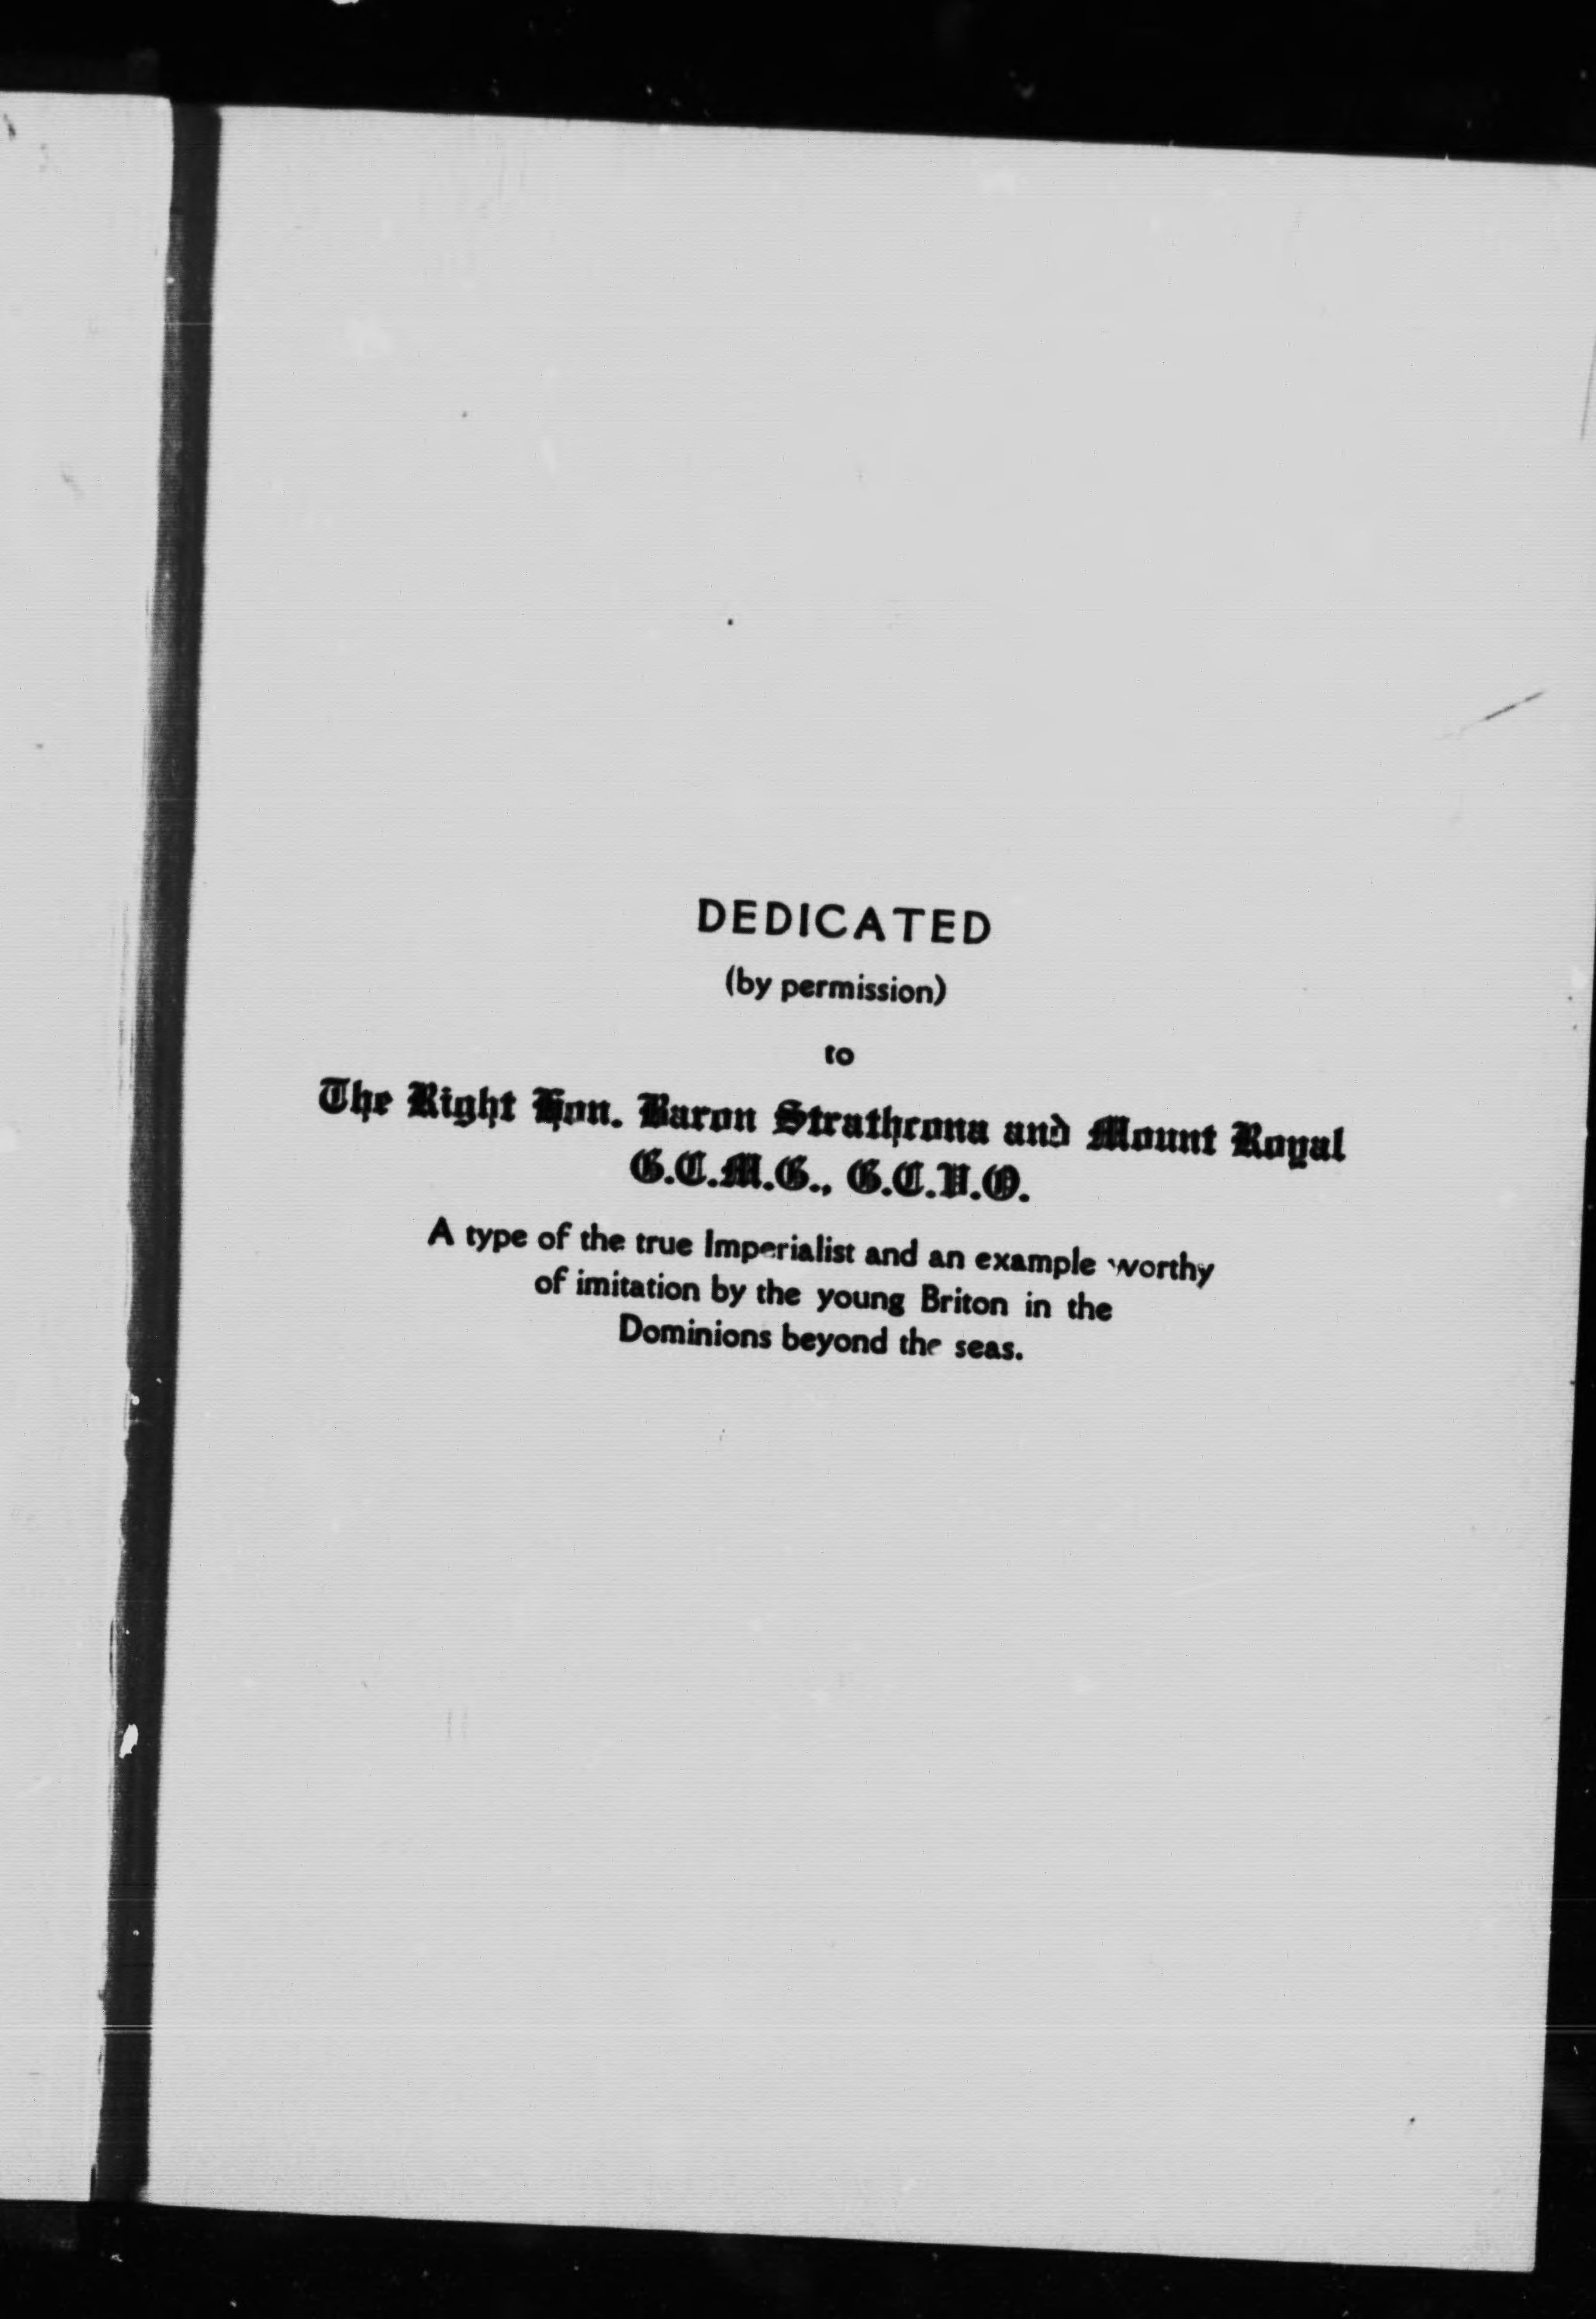 DEDICATED
(by permission)
to
The Right Hon. Baron Strathcona and Mount Royal
G.C.M.G., G.C.V.O.
A type of the true Imperialist and an example worthy
of imitation by the young Briton in the
Dominions beyond the seas.